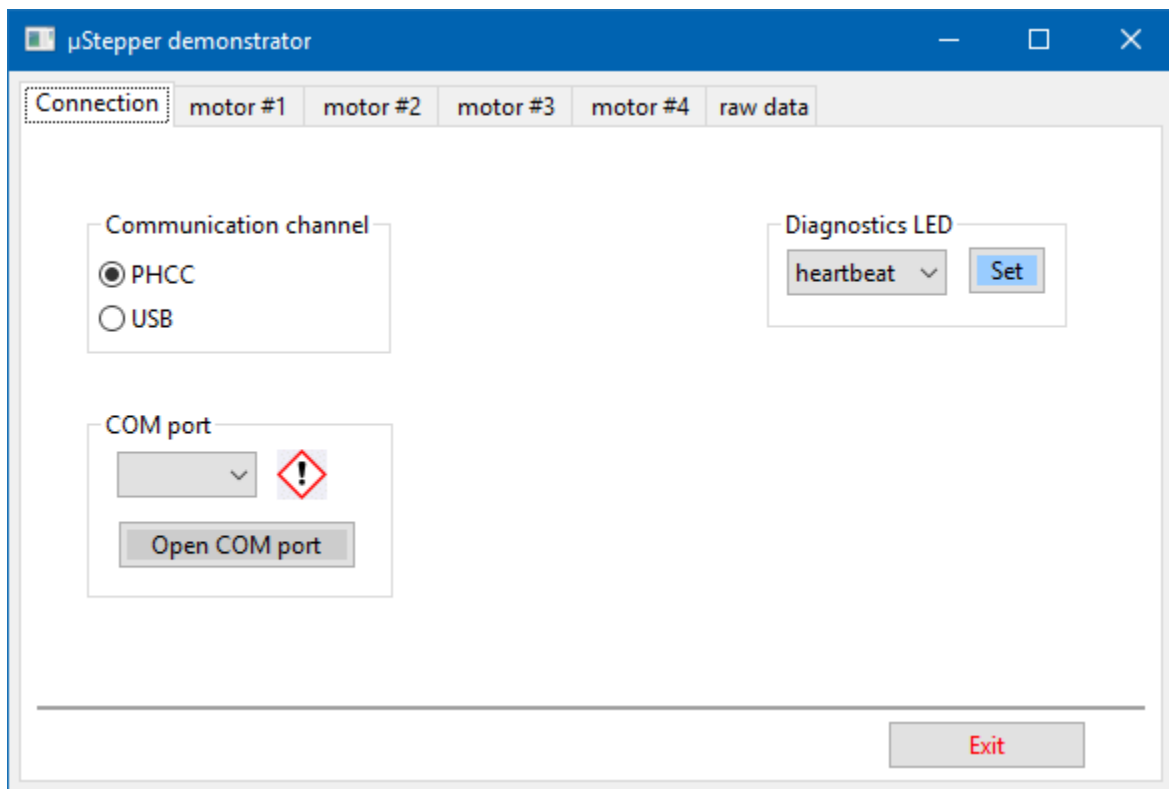 µStepper demonstrator
Connection motor #1 motor #2 motor #3 motor #4 raw data
Communication channel
PHCC
USB
Diagnostics LED
heartbeat Set
COM port
!
Open COM port
Exit